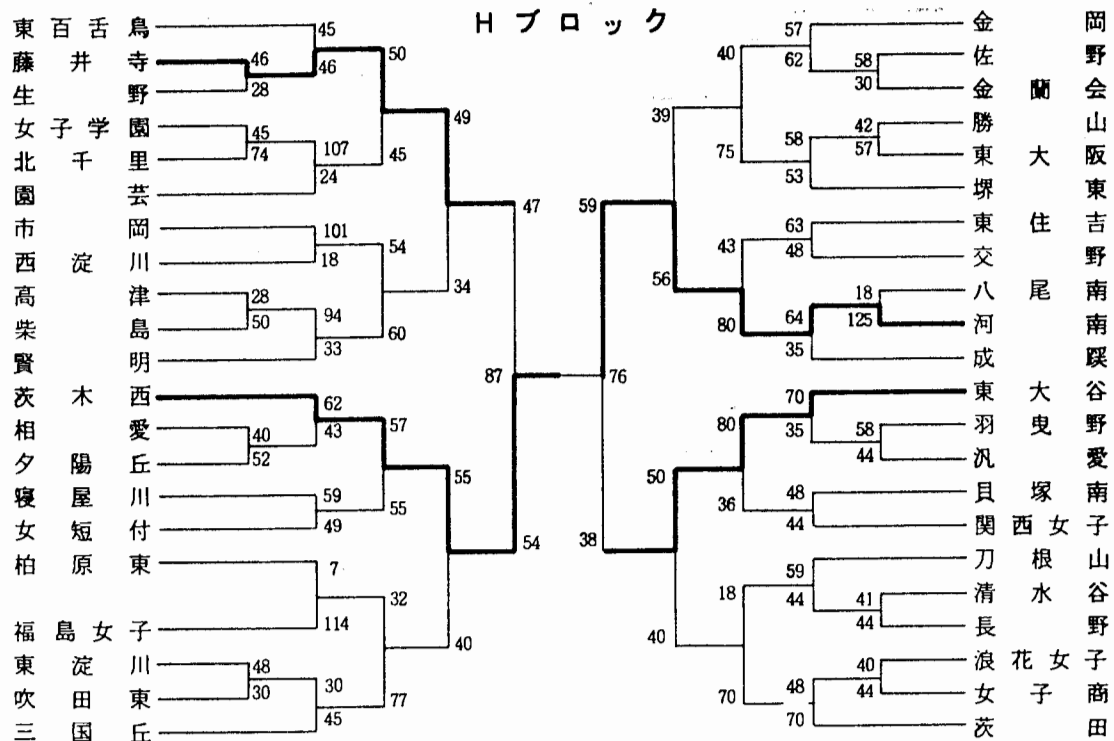 Hブロック
東百舌鳥
藤井寺
生野
女子学園
北千里
園芸
市岡
西淀川
高津
柴島
賢明
茨木西
相愛
夕陽丘
寝屋川
女短付
柏原東
福島女子
東淀川
吹田東
三国丘
45
46
28
46
50
45
74
107
24
45
49
101
18
54
28
50
94
33
60
34
47
62
40
52
43
57
59
49
55
55
54
7
114
32
48
30
30
45
77
40
87
76
59
38
39
56
40
75
57
62
58
30
42
57
58
53
43
80
63
48
18
125
64
35
50
40
80
36
70
35
58
44
48
44
18
70
59
44
41
44
40
44
48
70
金岡
佐野
金蘭会
勝山
東大阪
堺東
東住吉
交野
八尾南
河南
成蹊
東大谷
羽曳野
汎愛
貝塚南
関西女子
刀根山
清水谷
長野
浪花女子
女子商
茨田